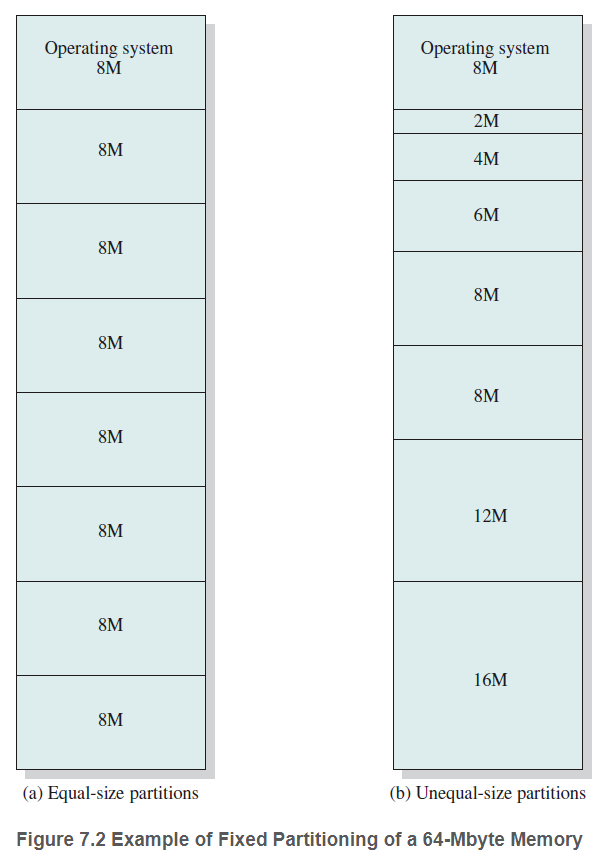 Operating system
8M
8M
8M
8M
8M
8M
8M
8M
(a) Equal-size partitions
Operating system
8M
2M
4M
6M
8M
8M
12M
16M
(b) Unequal-size partitions
Figure 7.2 Example of Fixed Partitioning of a 64-Mbyte Memory